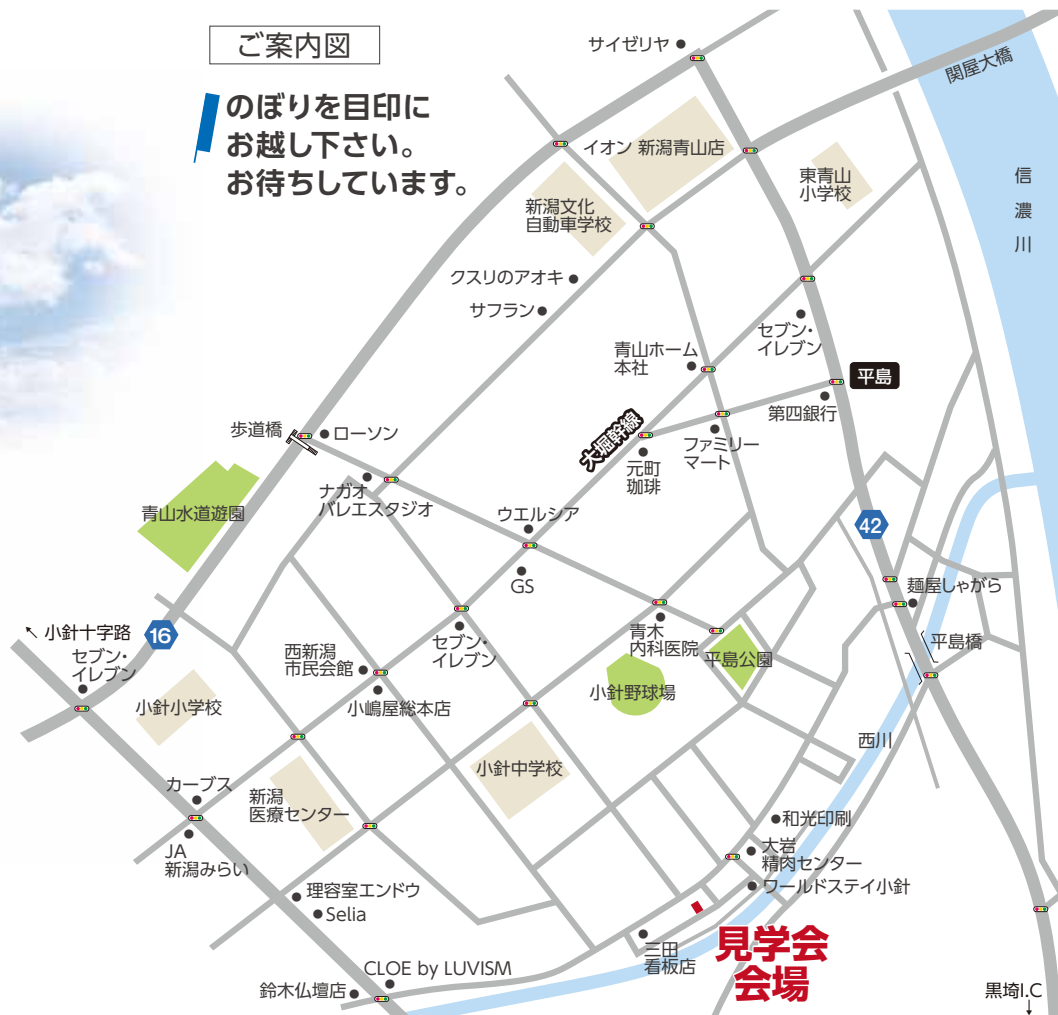 ご案内図
のぼりを目印に
お越し下さい。
お待ちしています。
サイゼリヤ
関屋大橋
イオン 新潟青山店
東青山
小学校
信濃川
新潟文化
自動車学校
クスリのアオキ
サフラン
セブン・
イレブン
青山ホーム
本社
平島
第四銀行
大堀幹線
歩道橋
ローソン
ファミリー
マート
元町
珈琲
ナガオ
バレエスタジオ
青山水道遊園
ウエルシア
42
GS
麺屋しゃがら
↖ 小針十字路
16
セブン・
イレブン
西新潟
市民会館
セブン・
イレブン
青木
内科医院
平島公園
平島橋
小針野球場
小針小学校
小嶋屋総本店
西川
小針中学校
カーブス
新潟
医療センター
和光印刷
JA
新潟みらい
大岩
精肉センター
ワールドステイ小針
理容室エンドウ
Selia
三田
看板店
見学会
会場
CLOE by LUVISM
鈴木仏壇店
黒埼I.C
↓